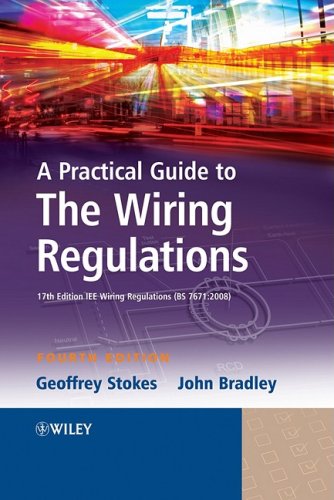 A Practical Guide to
The Wiring
Regulations
17th Edition IEE Wiring Regulations (BS 7671:2008)
FOURTH EDITION
Geoffrey Stokes John Bradley
RCD
WILEY